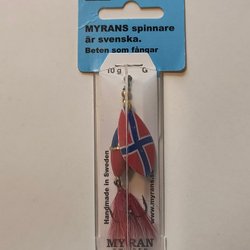 MYRANS spinnare
är svenska.
Beten som fångar
10 g G
Handmade in Sweden
www.myrans.
MYRAN